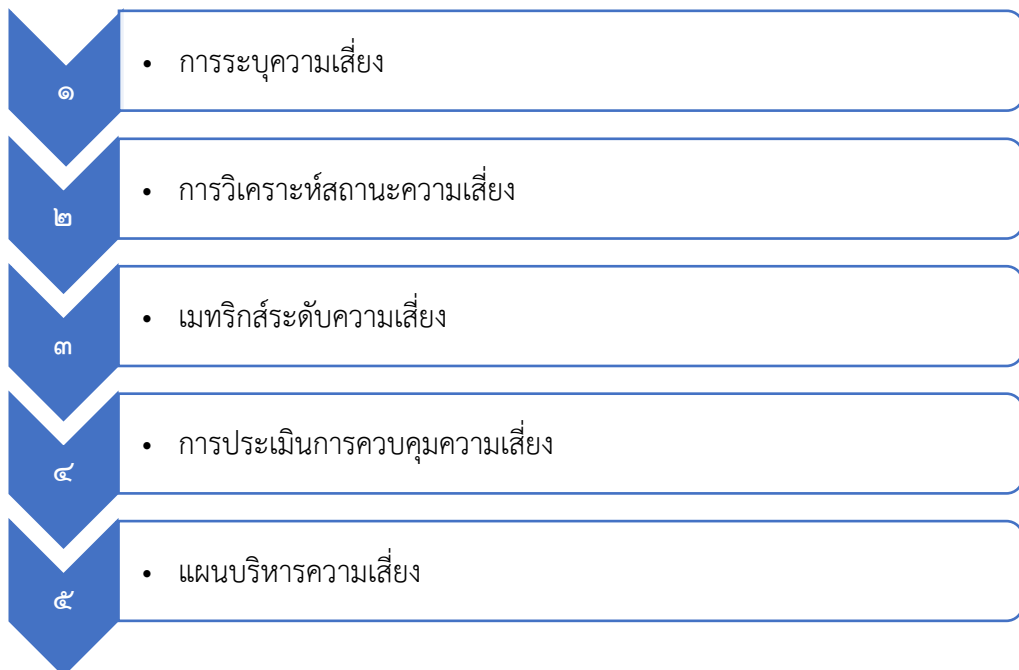 ๑
• การระบุความเสี่ยง
๒
• การวิเคราะห์สถานะความเสี่ยง
๓
• เมทริกส์ระดับความเสี่ยง
๔
• การประเมินการควบคุมความเสี่ยง
๕
• แผนบริหารความเสี่ยง